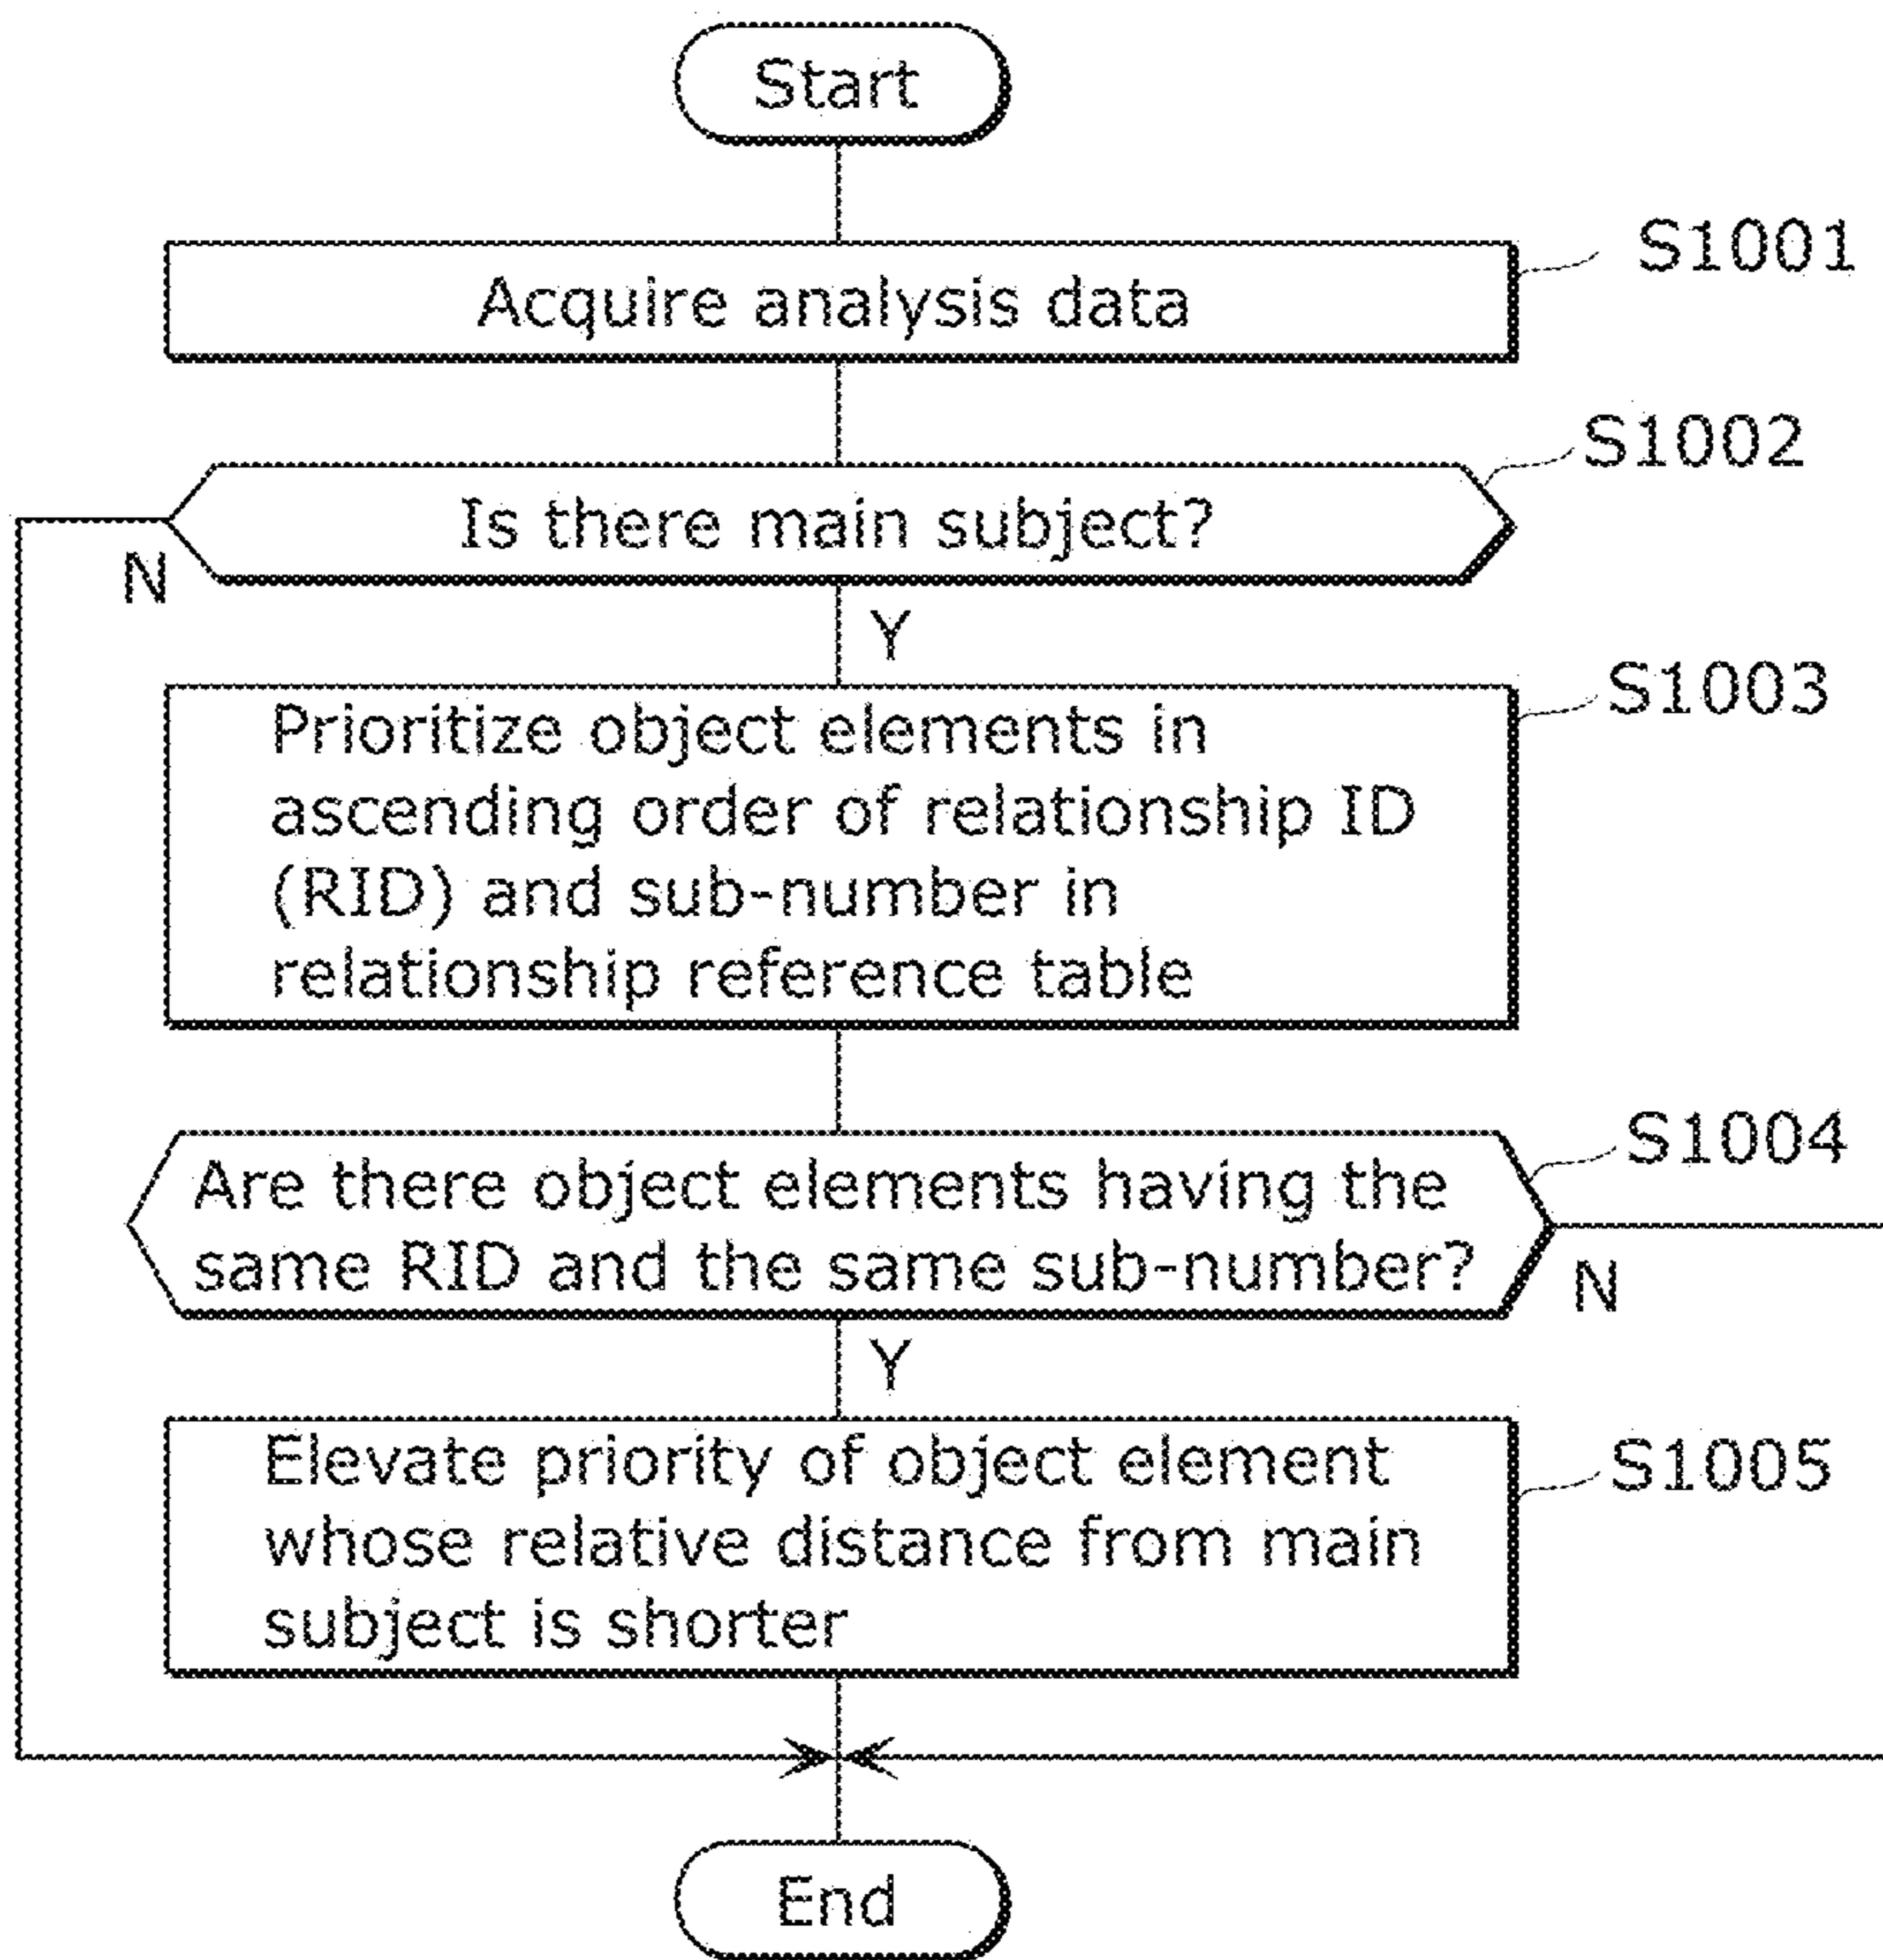 Start
S1001
Acquire analysis data
S1002
Is there main subject?
N
Y
S1003
Prioritize object elements in
ascending order of relationship ID
(RID) and sub-number in
relationship reference table
S1004
Are there object elements having the
same RID and the same sub-number?
N
Y
S1005
Elevate priority of object element
whose relative distance from main
subject is shorter
End